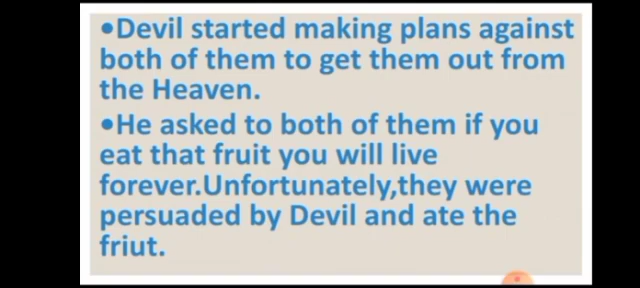 •Devil started making plans against
both of them to get them out from
the Heaven.
•He asked to both of them if you
eat that fruit you will live
forever.Unfortunately,they were
persuaded by Devil and ate the
friut.